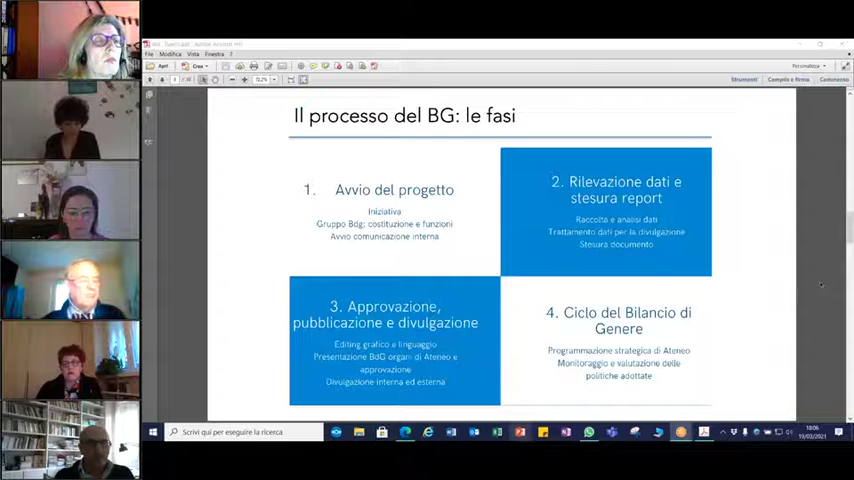 File Modifica Vista Finestra ?
Apri
Crea
Personalizza
1
72,2%
Strumenti
Compila e firma
Commento
Il processo del BG: le fasi
1. Avvio del progetto
Iniziativa
Gruppo Bdg: costituzione e funzioni
Avvio comunicazione interna
2. Rilevazione dati e
stesura report
Raccolta e analisi dati
Trattamento dati per la divulgazione
Stesura documento
3. Approvazione,
pubblicazione e divulgazione
Editing grafico e linguaggio
Presentazione BdG organi di Ateneo e
approvazione
Divulgazione interna ed esterna
4. Ciclo del Bilancio di
Genere
Programmazione strategica di Ateneo
Monitoraggio e valutazione delle
politiche adottate
Scrivi qui per eseguire la ricerca
18:06
19/03/2021